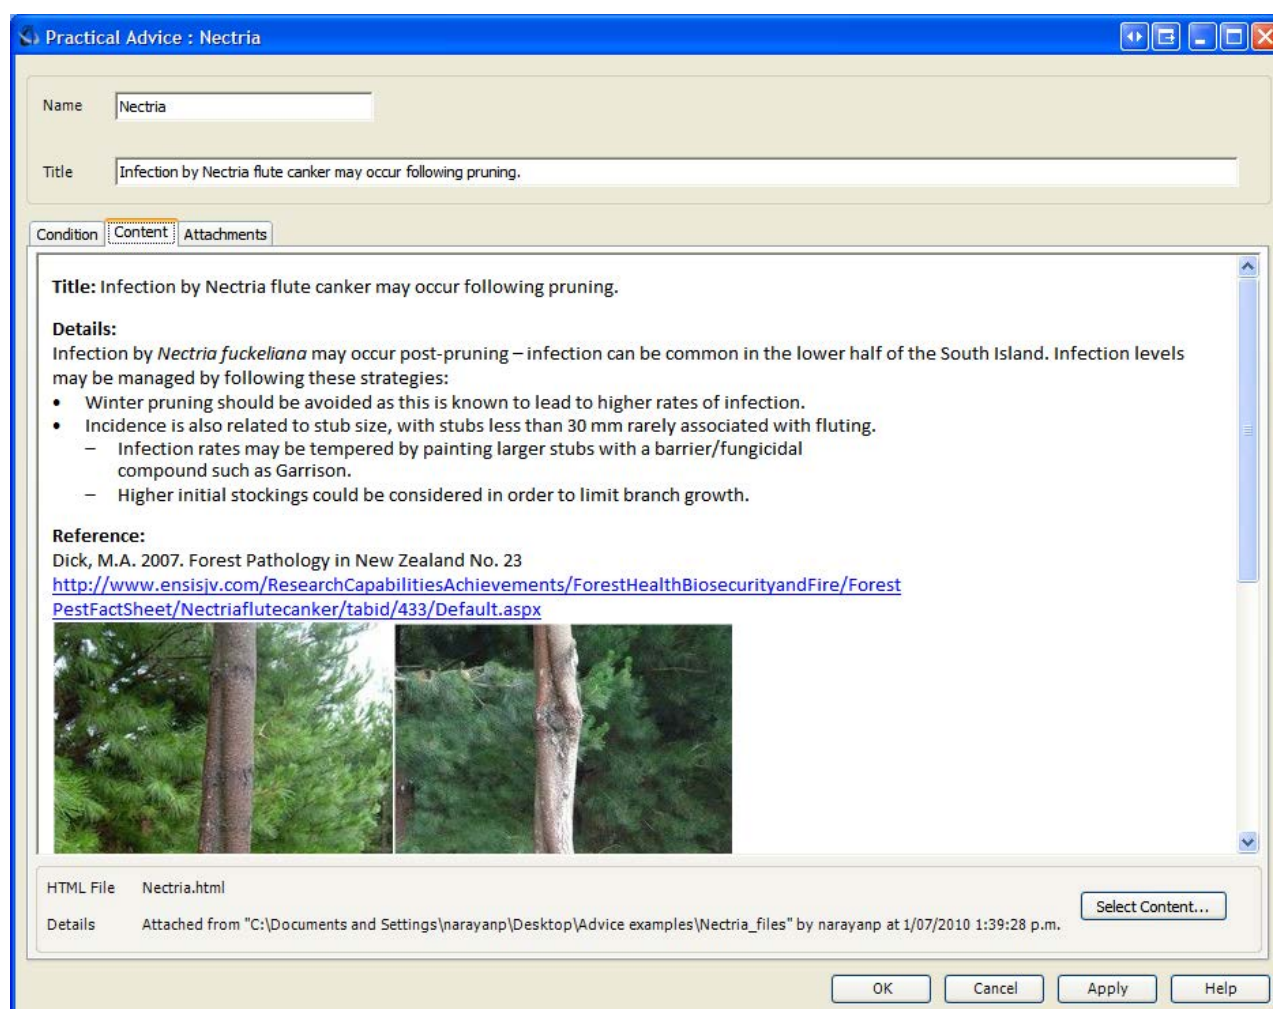 Practical Advice : Nectria
Name Nectria
Title Infection by Nectria flute canker may occur following pruning.
Condition Content Attachments
Title: Infection by Nectria flute canker may occur following pruning.
Details:
Infection by Nectria fuckeliana may occur post-pruning – infection can be common in the lower half of the South Island. Infection levels
may be managed by following these strategies:
• Winter pruning should be avoided as this is known to lead to higher rates of infection.
• Incidence is also related to stub size, with stubs less than 30 mm rarely associated with fluting.
– Infection rates may be tempered by painting larger stubs with a barrier/fungicidal
compound such as Garrison.
– Higher initial stockings could be considered in order to limit branch growth.
Reference:
Dick, M.A. 2007. Forest Pathology in New Zealand No. 23
http://www.ensisjv.com/ResearchCapabilitiesAchievements/ForestHealthBiosecurityandFire/Forest
PestFactSheet/Nectriaflutecanker/tabid/433/Default.aspx
HTML File Nectria.html
Select Content...
Details Attached from "C:\Documents and Settings\narayanp\Desktop\Advice examples\Nectria_files" by narayanp at 1/07/2010 1:39:28 p.m.
OK Cancel Apply Help